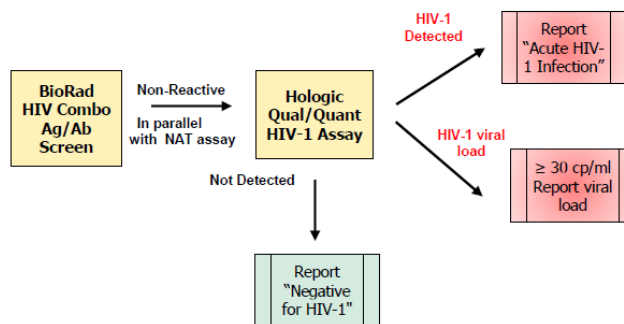 BioRad
HIV Combo
Ag/Ab
Screen
Non-Reactive
In parallel
with NAT assay
Hologic
Qual/Quant
HIV-1 Assay
HIV-1
Detected
Report
“Acute HIV-
1 Infection”
HIV-1 viral
load
≥ 30 cp/ml
Report viral
load
Not Detected
Report
“Negative
for HIV-1"